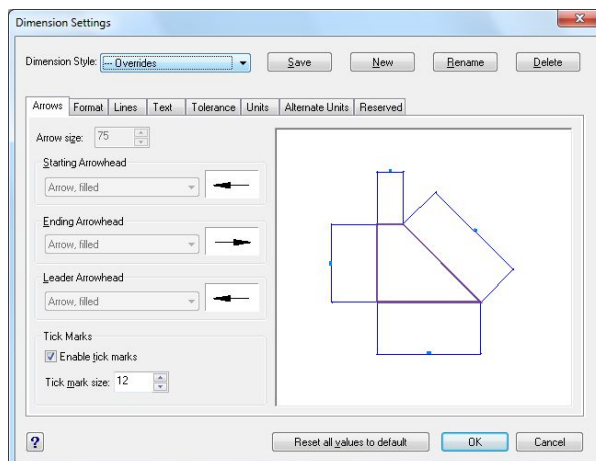 Dimension Settings
Dimension Style: --- Overrides Save New Rename Delete
Arrows Format Lines Text Tolerance Units Alternate Units Reserved
Arrow size: 75
Starting Arrowhead
Arrow, filled
Ending Arrowhead
Arrow, filled
Leader Arrowhead
Arrow, filled
Tick Marks
Enable tick marks
Tick mark size: 12
? Reset all values to default OK Cancel